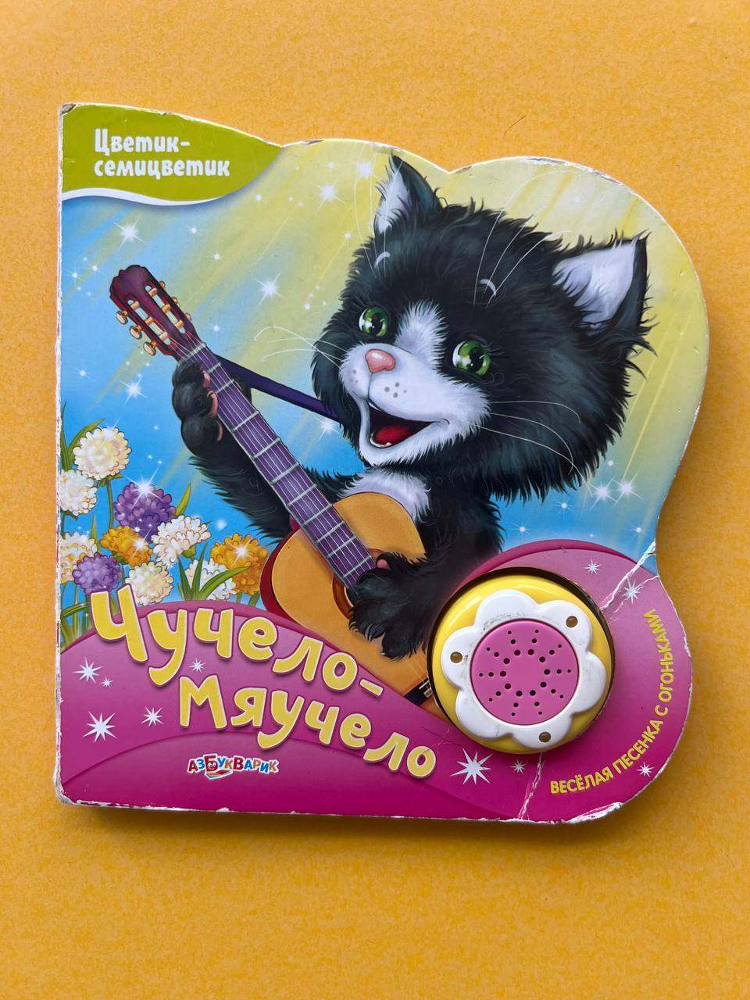 Цветик-
семицветик
Чучело-
Мяучело
АЗБУКВАРИК
ВЕСЁЛАЯ ПЕСЕНКА С ОГОНЬКАМИ